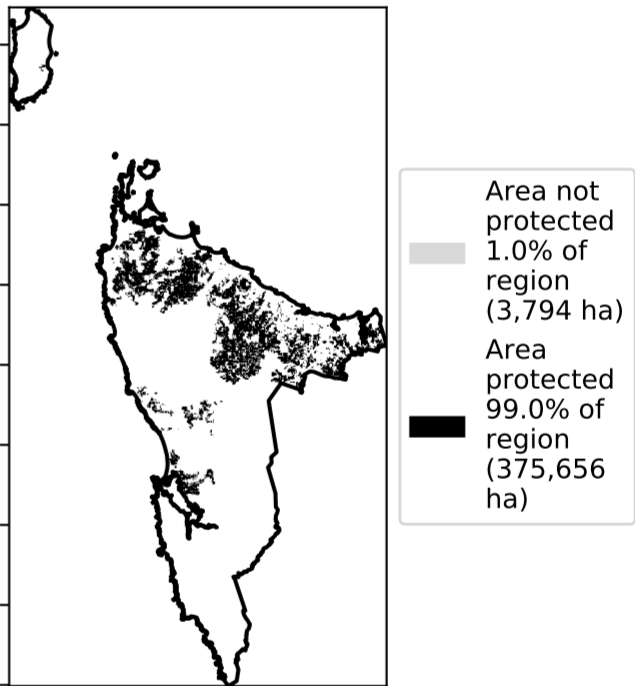 Area not
protected
1.0% of
region
(3,794 ha)
Area
protected
99.0% of
region
(375,656
ha)